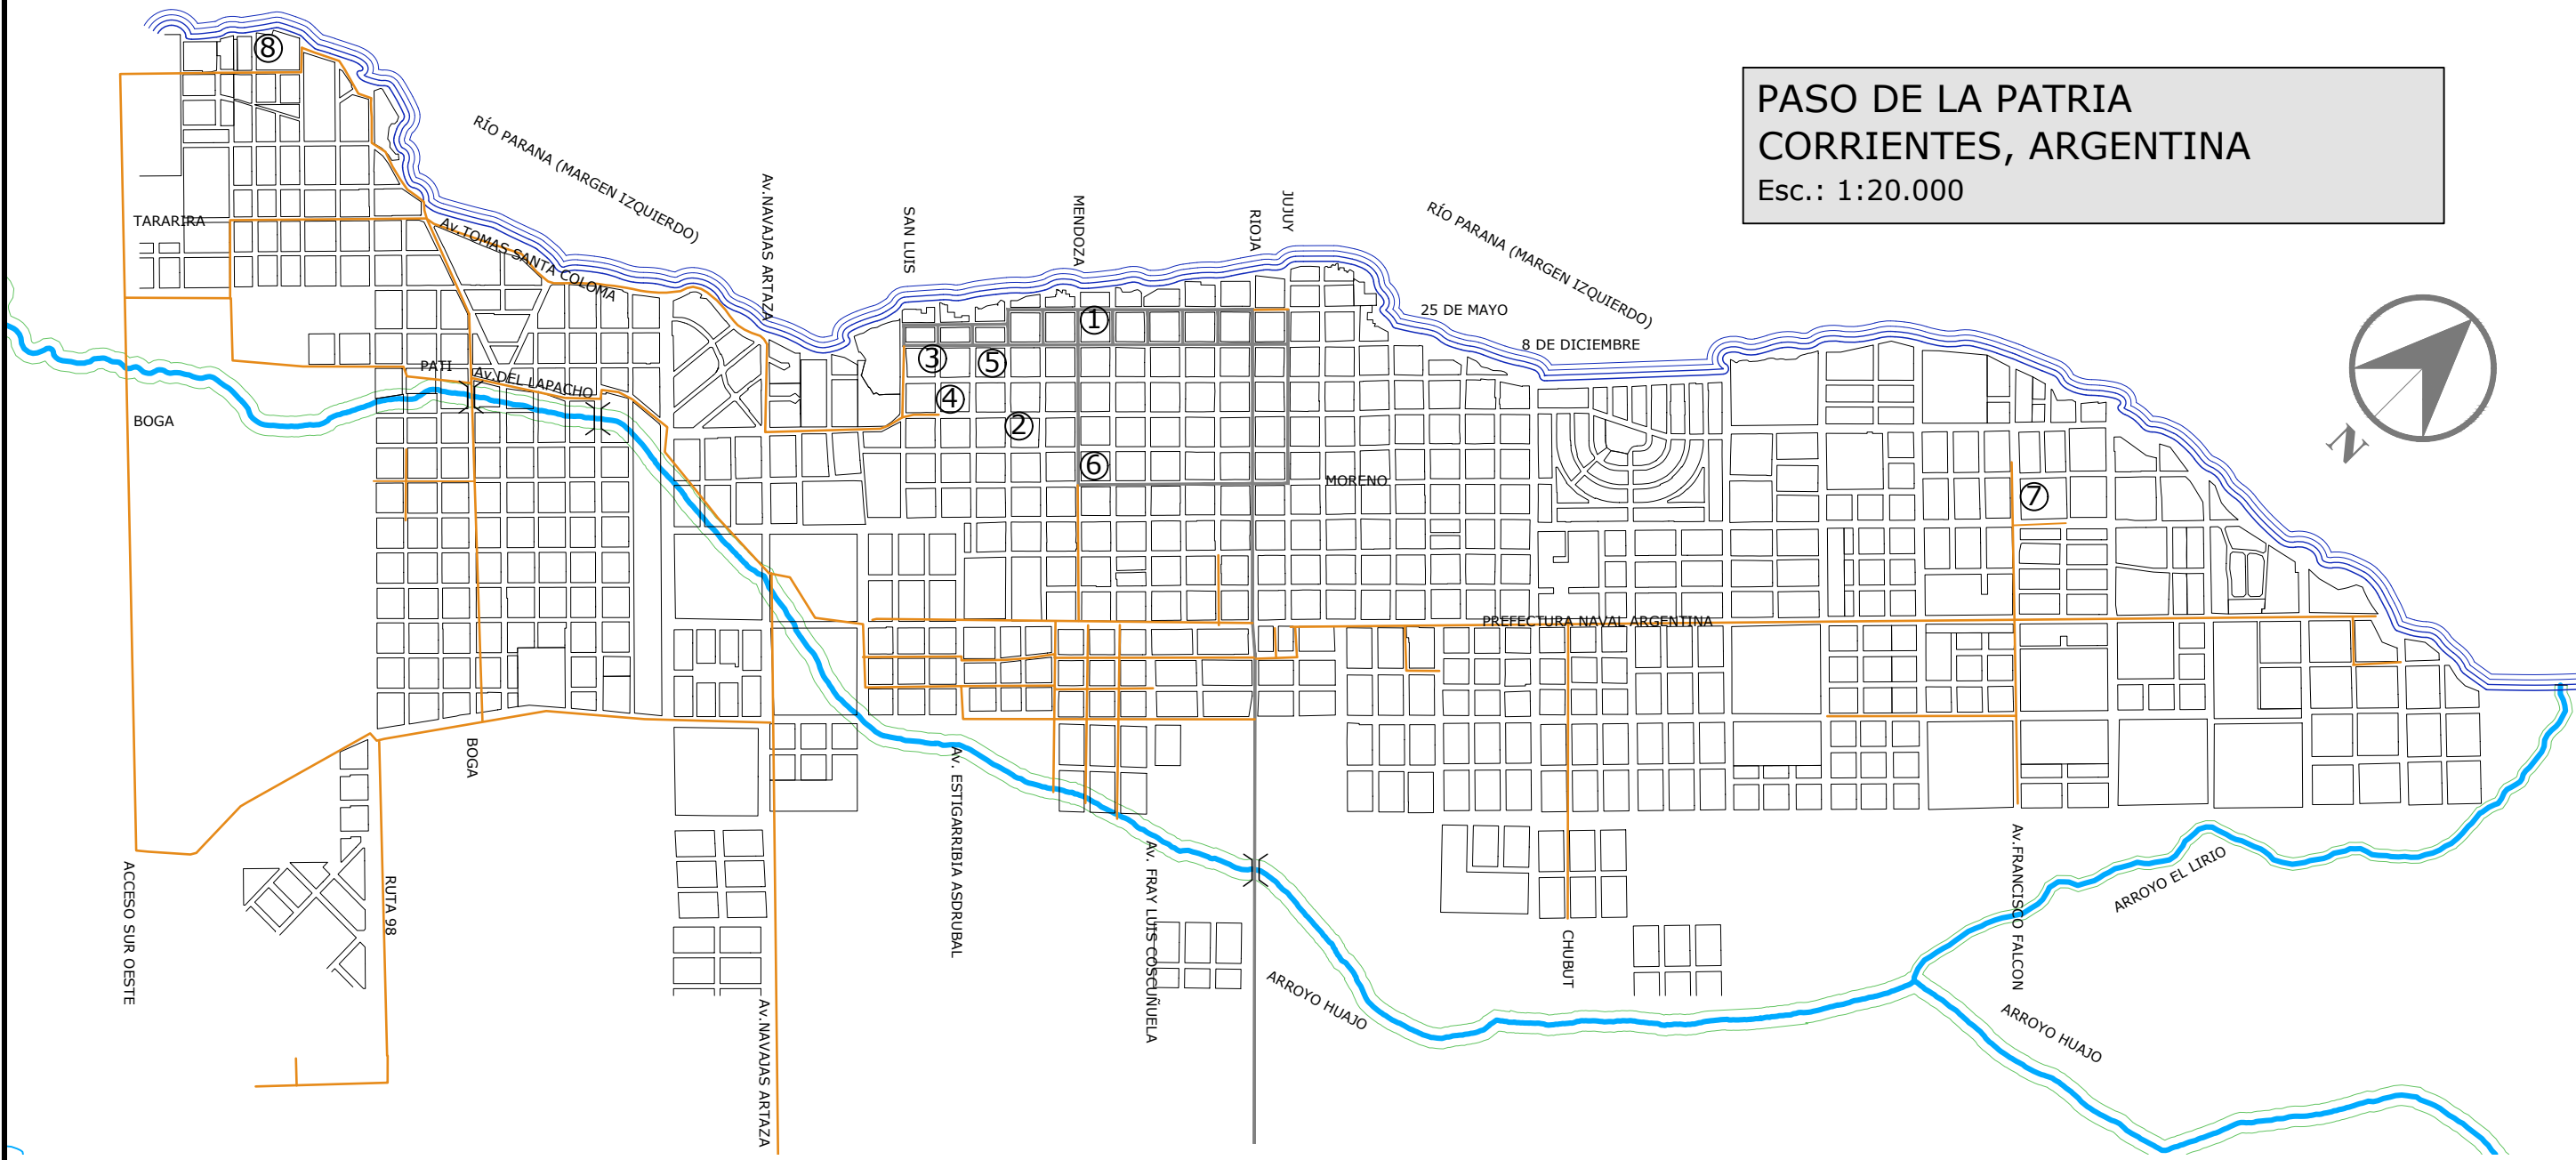 PASO DE LA PATRIA
CORRIENTES, ARGENTINA
Esc.: 1:20.000
8
RÍO PARANA (MARGEN IZQUIERDO)
Av.NAVAJAS ARTAZA
SAN LUIS
MENDOZA
RIOJA
JUJUY
RÍO PARANA (MARGEN IZQUIERDO)
TARARIRA
Av.TOMAS SANTA COLOMA
25 DE MAYO
8 DE DICIEMBRE
1
3
5
PATI
Av.DEL LAPACHO
4
BOGA
2
N
6
MORENO
7
PREFECTURA NAVAL ARGENTINA
BOGA
Av. ESTIGARRIBIA ASDRUBAL
Av. FRAY LUIS COSCUÑUELA
Av.FRANCISCO FALCON
ARROYO EL LIRIO
ACCESO SUR OESTE
RUTA 98
CHUBUT
ARROYO HUAJO
ARROYO HUAJO
Av.NAVAJAS ARTAZA